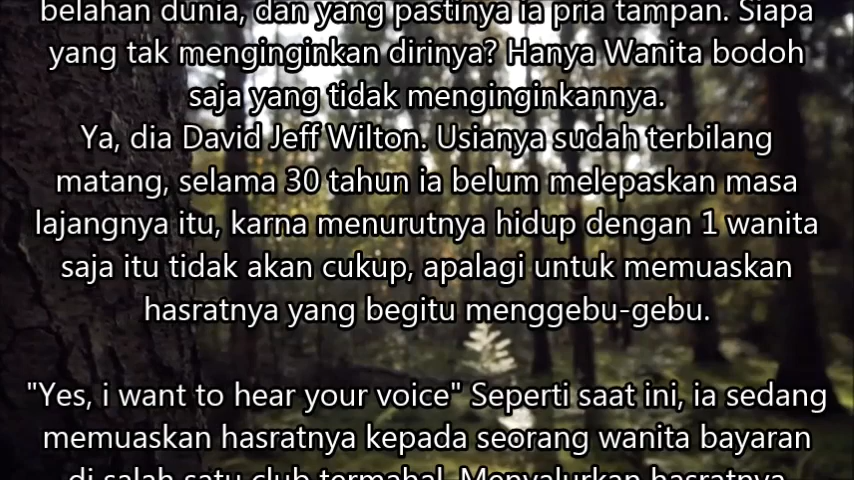 belahan dunia, dan yang pastinya ia pria tampan. Siapa
yang tak menginginkan dirinya? Hanya Wanita bodoh
saja yang tidak menginginkannya.
Ya, dia David Jeff Wilton. Usianya sudah terbilang
matang, selama 30 tahun ia belum melepaskan masa
lajangnya itu, karna menurutnya hidup dengan 1 wanita
saja itu tidak akan cukup, apalagi untuk memuaskan
hasratnya yang begitu menggebu-gebu.
"Yes, i want to hear your voice" Seperti saat ini, ia sedang
memuaskan hasratnya kepada seorang wanita bayaran
di salah satu club termahal. Menyalurkan hasratnya